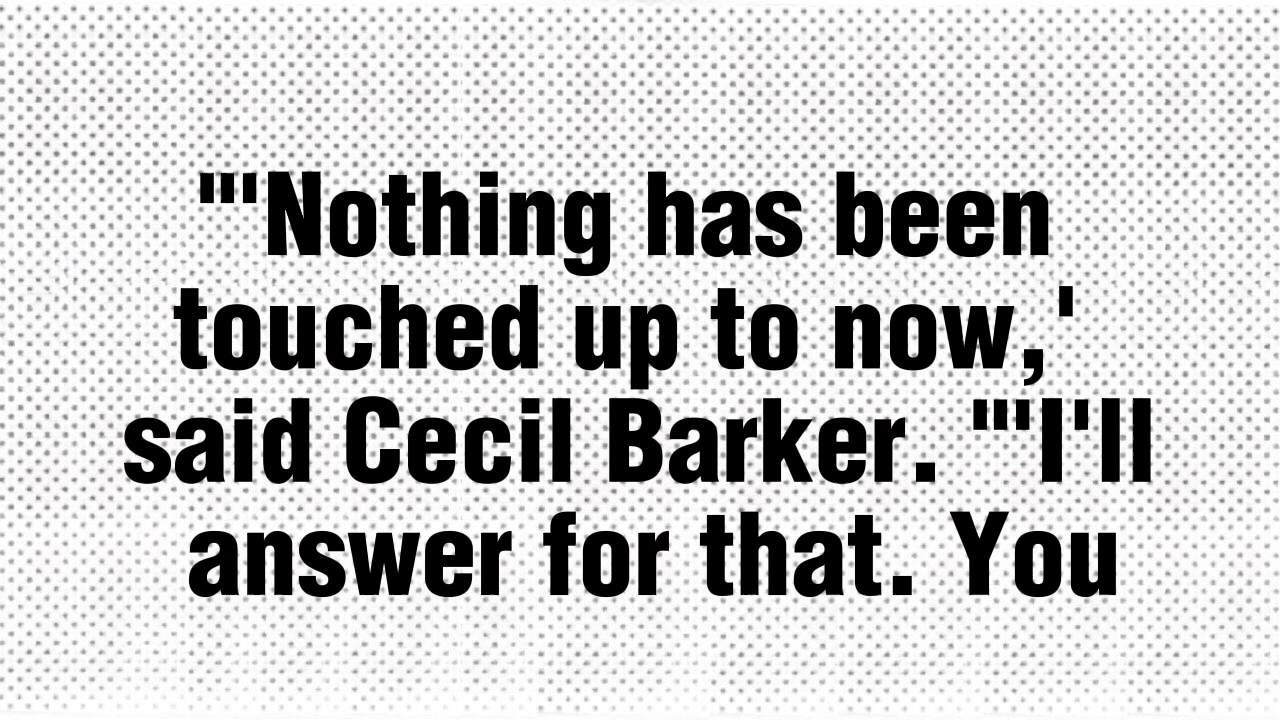 "'Nothing has been
touched up to now,'
said Cecil Barker. "'I'll
answer for that. You